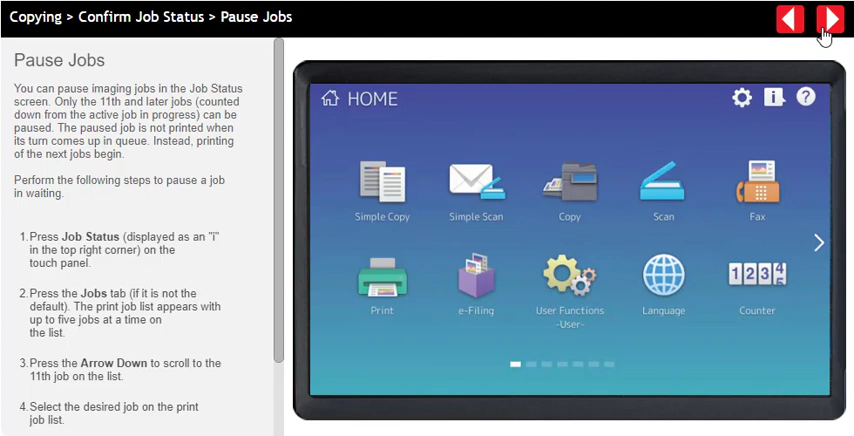 Copying > Confirm Job Status > Pause Jobs
Pause Jobs
You can pause imaging jobs in the Job Status
screen. Only the 11th and later jobs (counted
down from the active job in progress) can be
paused. The paused job is not printed when
its turn comes up in queue. Instead, printing
of the next jobs begin.
Perform the following steps to pause a job
in waiting.
1. Press Job Status (displayed as an "i"
in the top right corner) on the
touch panel.
2. Press the Jobs tab (if it is not the
default). The print job list appears with
up to five jobs at a time on
the list.
3. Press the Arrow Down to scroll to the
11th job on the list.
4. Select the desired job on the print
job list.
HOME
i ?
Simple Copy Simple Scan Copy Scan Fax
1 2 3 4 5
Print e-Filing User Functions Language Counter
-User-